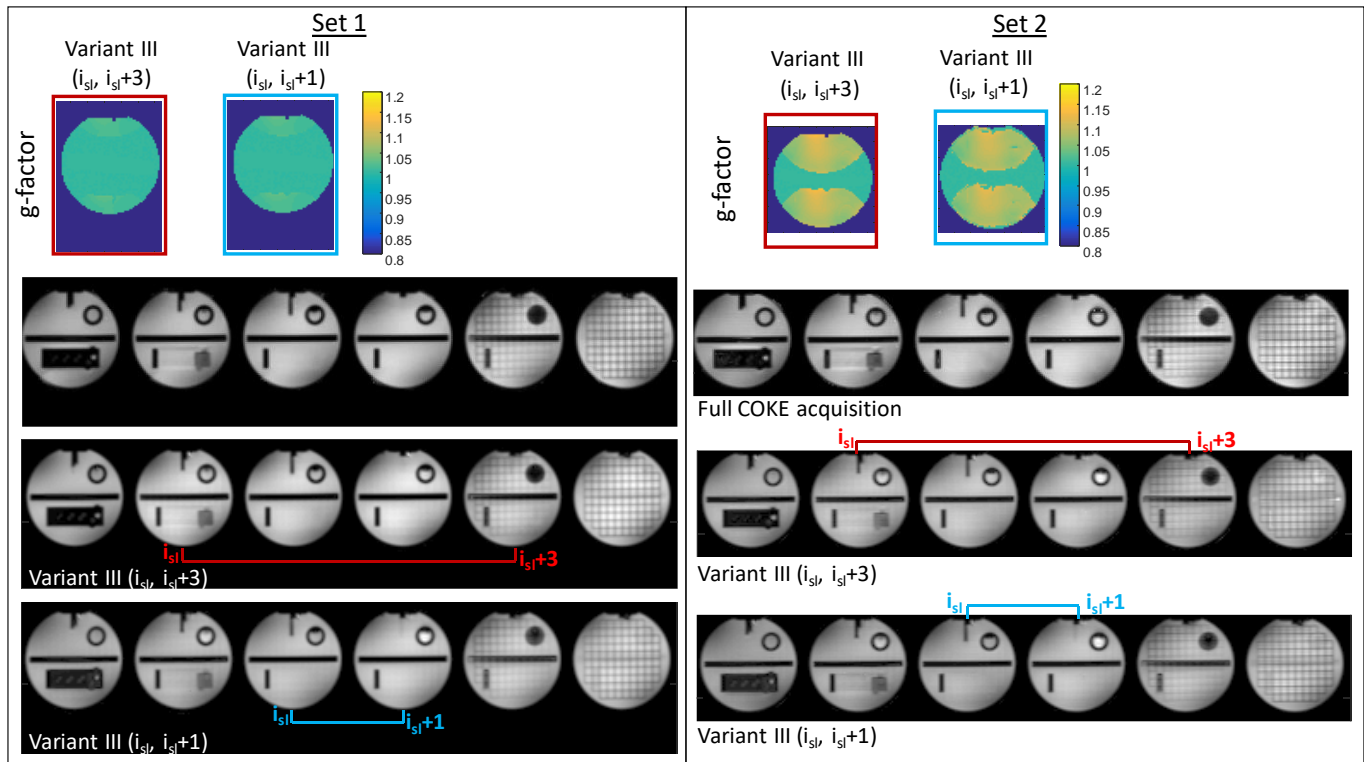 Set 1
Variant III
(isl, isl+3)
Variant III
(isl, isl+1)
g-factor
1.2
1.15
1.1
1.05
1
0.95
0.9
0.85
0.8
isl
isl+3
Variant III (isl, isl+3)
isl
isl+1
Variant III (isl, isl+1)
Set 2
Variant III
(isl, isl+3)
Variant III
(isl, isl+1)
g-factor
1.2
1.15
1.1
1.05
1
0.95
0.9
0.85
0.8
Full COKE acquisition
isl
isl+3
Variant III (isl, isl+3)
isl
isl+1
Variant III (isl, isl+1)